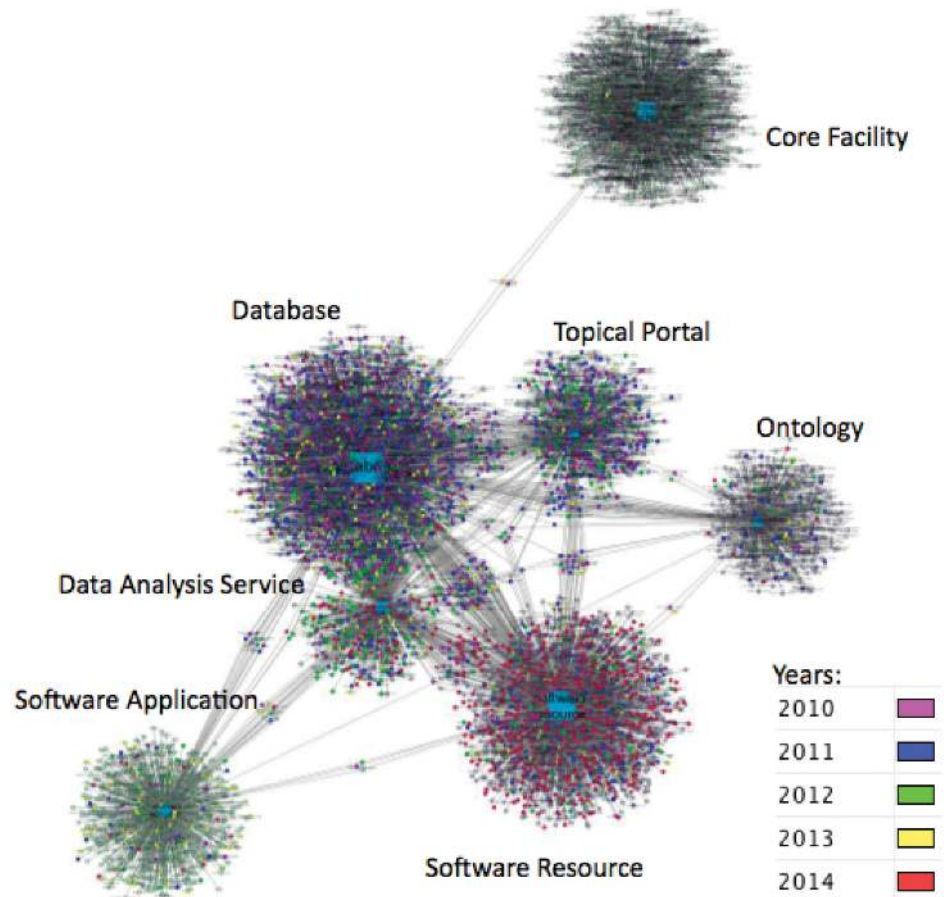 Core Facility
Database
Topical Portal
Ontology
Data Analysis Service
Software Application
Software Resource
Years:
2010
2011
2012
2013
2014